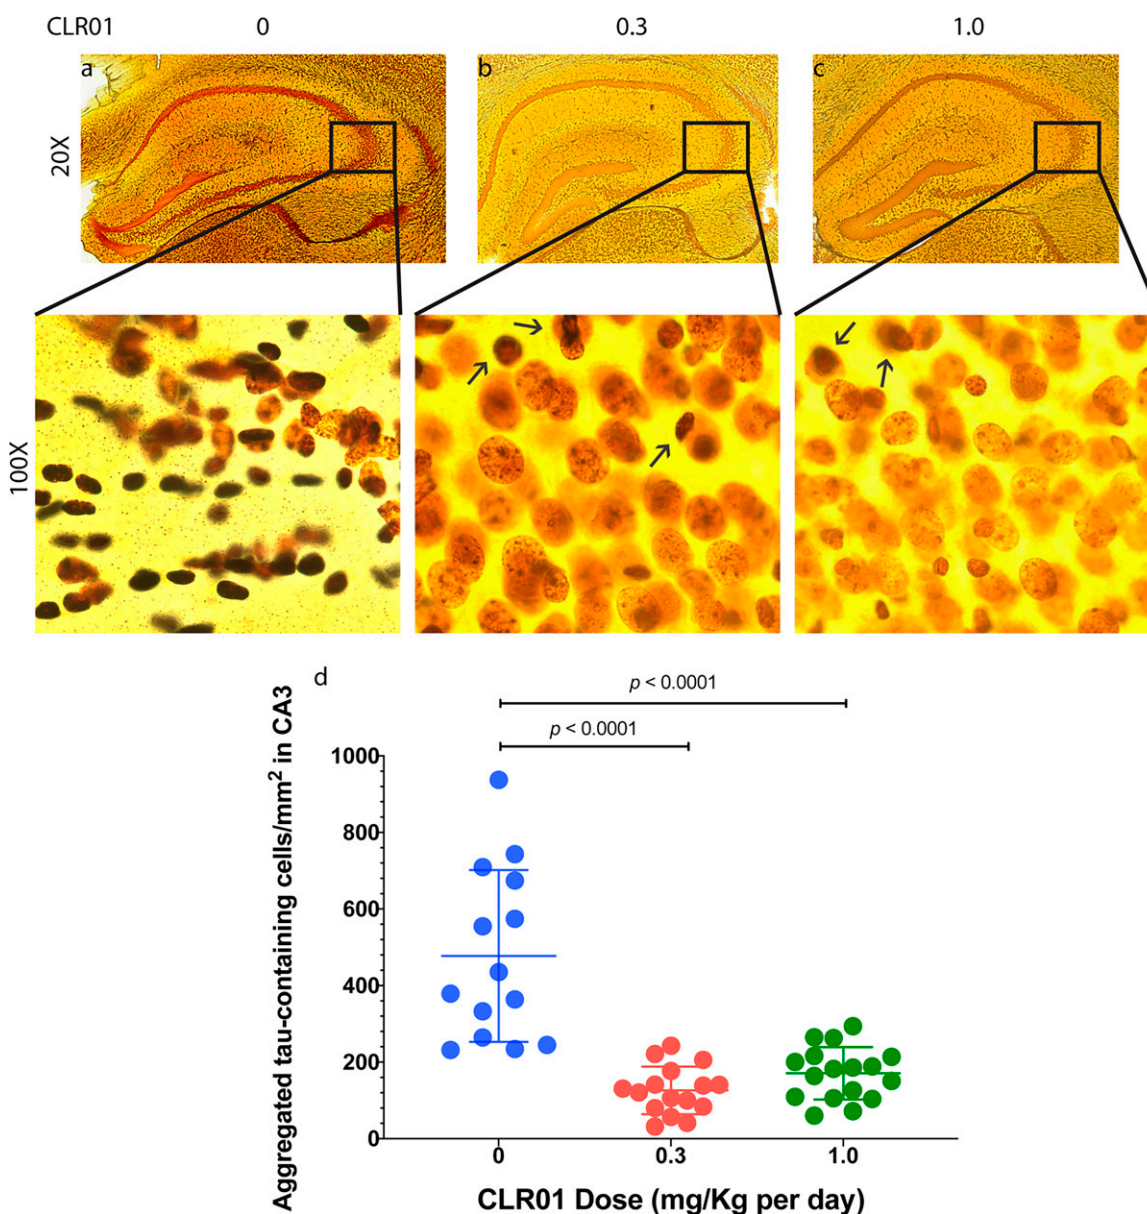 CLR01 0 0.3 1.0
a b c
20X
100X
d
p < 0.0001
p < 0.0001
Aggregated tau-containing cells/mm² in CA3
1000
800
600
400
200
0
0 0.3 1.0
CLR01 Dose (mg/Kg per day)